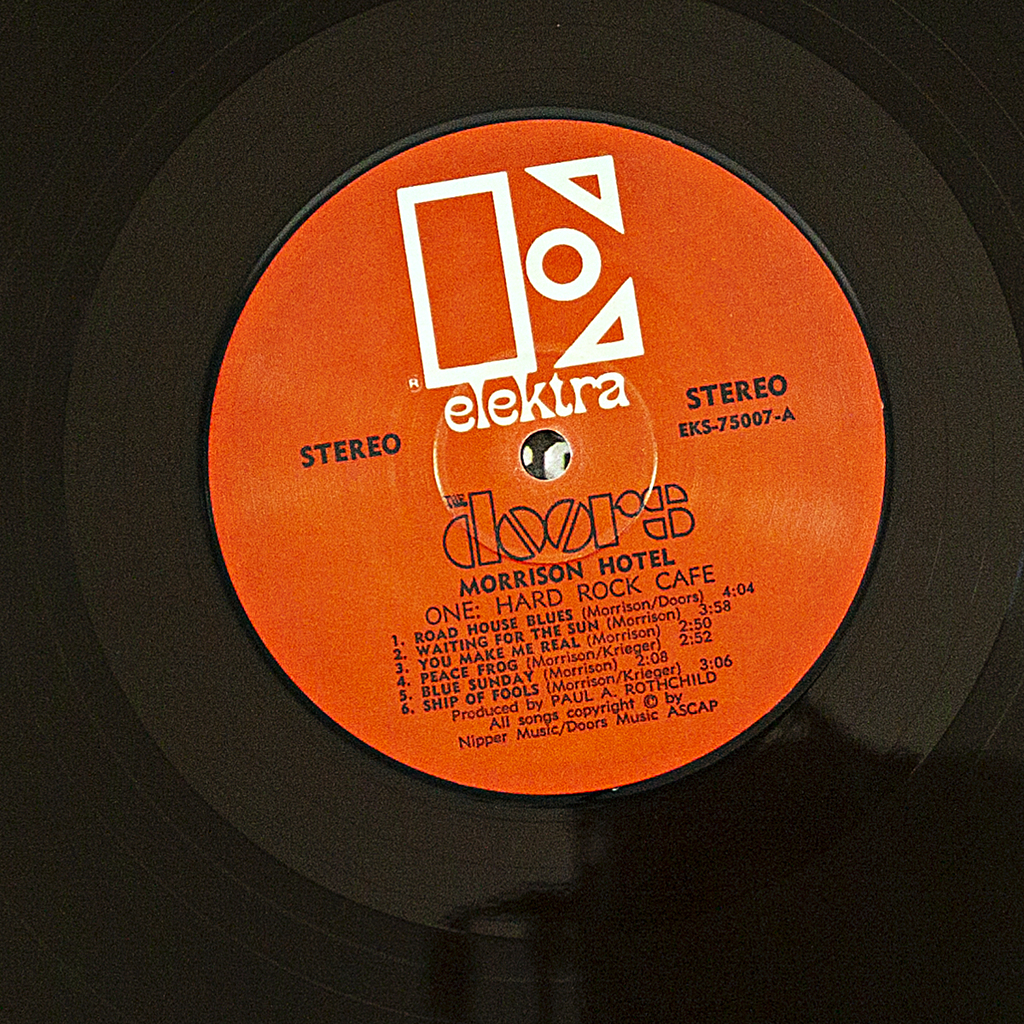 ®
elektra
STEREO
STEREO
EKS-75007-A
THE
doors
MORRISON HOTEL
ONE: HARD ROCK CAFE
1. ROAD HOUSE BLUES (Morrison/Doors) 4:04
2. WAITING FOR THE SUN (Morrison) 3:58
3. YOU MAKE ME REAL (Morrison) 2:50
4. PEACE FROG (Morrison/Krieger) 2:52
5. BLUE SUNDAY (Morrison) 2:08
6. SHIP OF FOOLS (Morrison/Krieger) 3:06
Produced by PAUL A. ROTHCHILD
All songs copyright © by
Nipper Music/Doors Music ASCAP